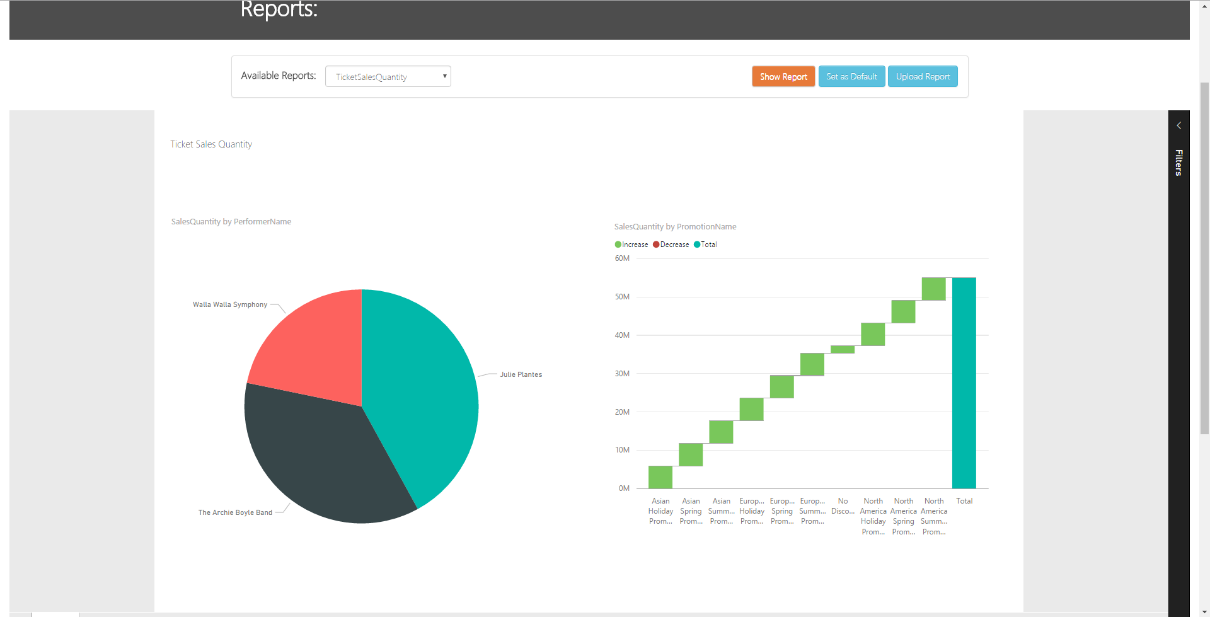 Reports:
Available Reports: TicketSalesQuantity Show Report Set as Default Upload Report
Filters
Ticket Sales Quantity
SalesQuantity by PerformerName
Walla Walla Symphony
Julie Plantes
The Archie Boyle Band
SalesQuantity by PromotionName
Increase Decrease Total
60M
50M
40M
30M
20M
10M
0M
Asian Asian Asian Europ... Europ... Europ... No North North North Total
Holiday Spring Summ... Holiday Spring Summ... Disco... America America America
Prom... Prom... Prom... Prom... Prom... Prom... Holiday Spring Summ...
Prom... Prom... Prom...